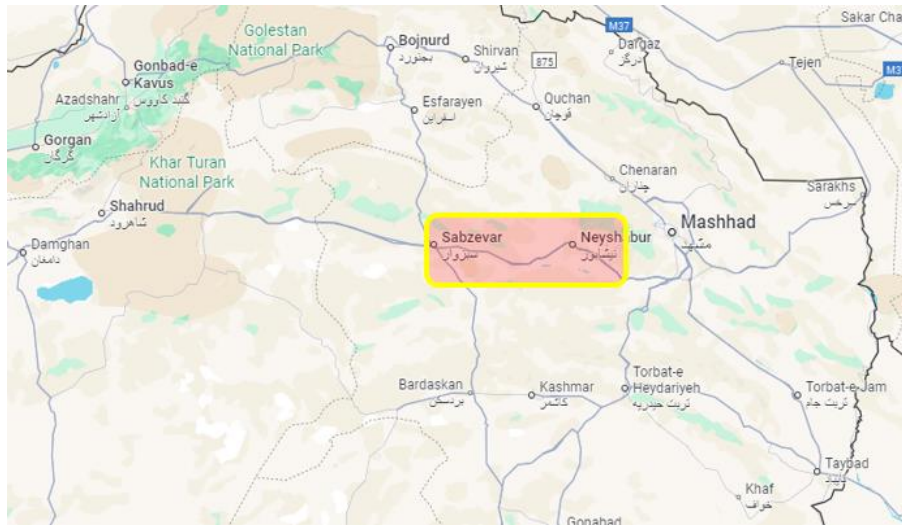 Golestan
National Park
Bojnurd
بجنورد
Shirvan
شیروان
M37
875
Dargaz
درگز
Sakar Cha
Tejen
M3
Gonbad-e
Kavus
گنبد کاووس
Azadshahr
آزادشهر
Esfarayen
اسفراین
Quchan
قوچان
Gorgan
گرگان
Khar Turan
National Park
Chenaran
چناران
Sarakhs
سرخس
Shahrud
شاهرود
Mashhad
مشهد
Damghan
دامغان
Sabzevar
سبزوار
Neyshabur
نیشابور
Bardaskan
بردسکن
Kashmar
کاشمر
Torbat-e
Heydariyeh
تربت حیدریه
Torbat-e Jam
تربت جام
Taybad
تایباد
Khaf
خواف
Gonabad